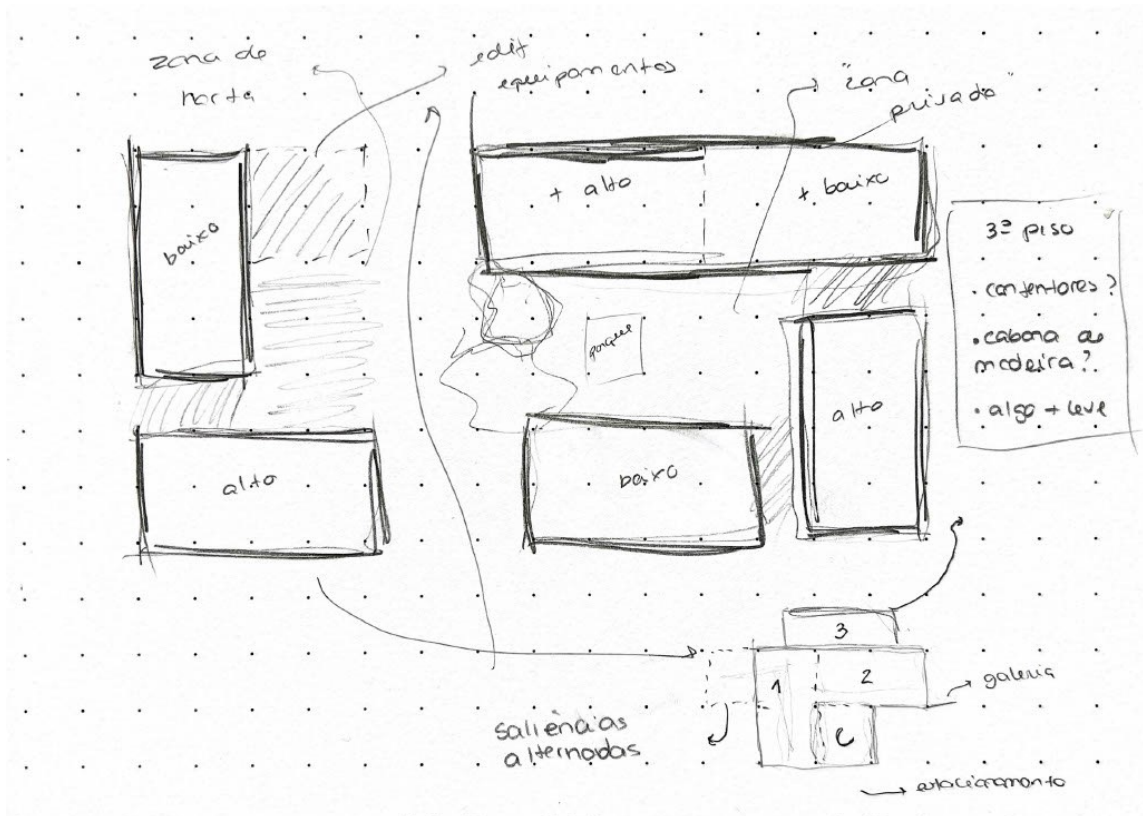 zona de
horta
edif
equipamentos
"zona
privada"
baixo
+ alto
+ baixo
parque
alto
baixo
alto
3º piso
• contentores?
• cabana de
madeira?
• algo + leve
3
1
2
galeria
saliências
alternadas
estacionamento